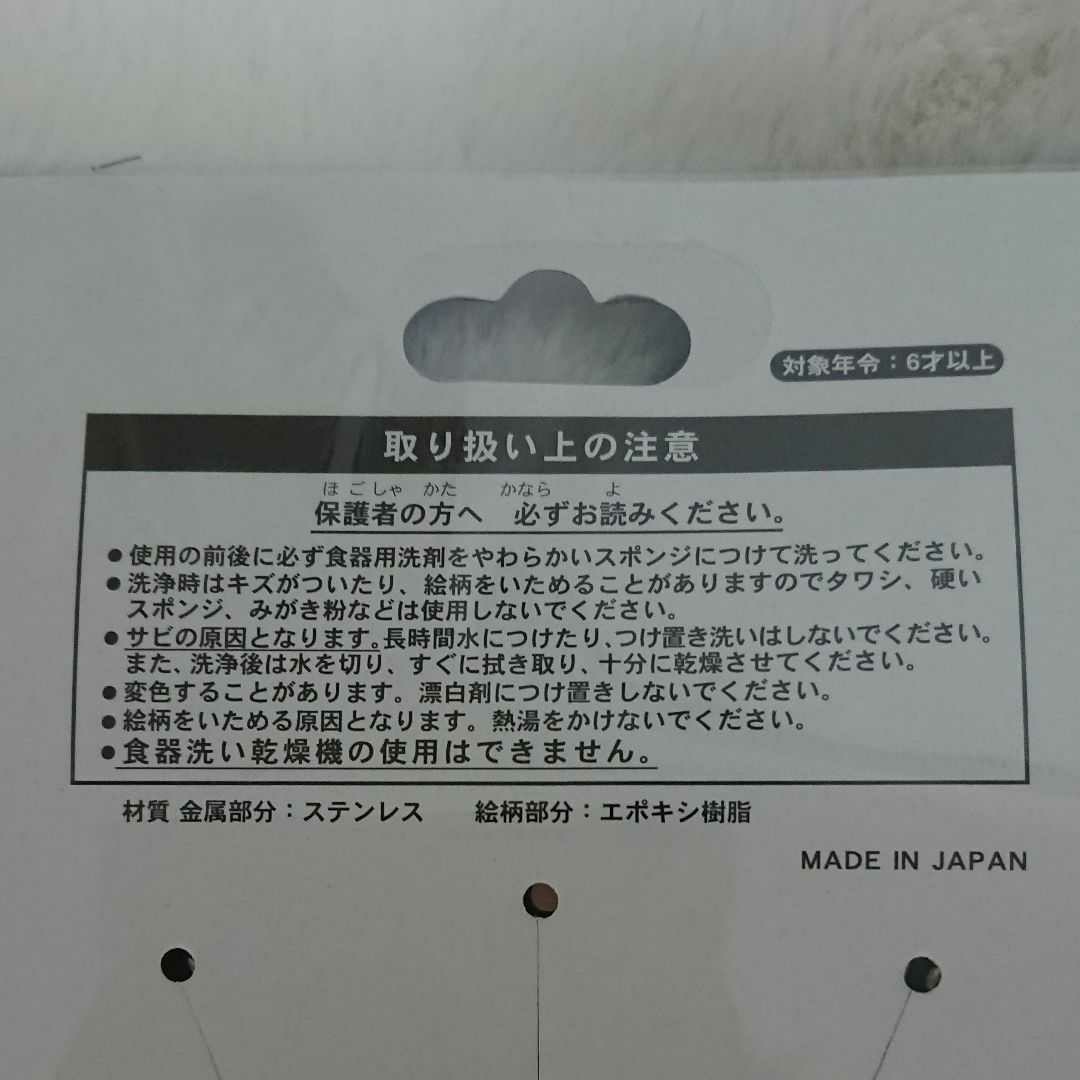 対象年令：6才以上
取り扱い上の注意
ほごしゃ かた かなら よ
保護者の方へ 必ずお読みください。
●使用の前後に必ず食器用洗剤をやわらかいスポンジにつけて洗ってください。
●洗浄時はキズがついたり、絵柄をいためることがありますのでタワシ、硬い
スポンジ、みがき粉などは使用しないでください。
●サビの原因となります。長時間水につけたり、つけ置き洗いはしないでください。
また、洗浄後は水を切り、すぐに拭き取り、十分に乾燥させてください。
●変色することがあります。漂白剤につけ置きしないでください。
●絵柄をいためる原因となります。熱湯をかけないでください。
●食器洗い乾燥機の使用はできません。
材質 金属部分：ステンレス 絵柄部分：エポキシ樹脂
MADE IN JAPAN